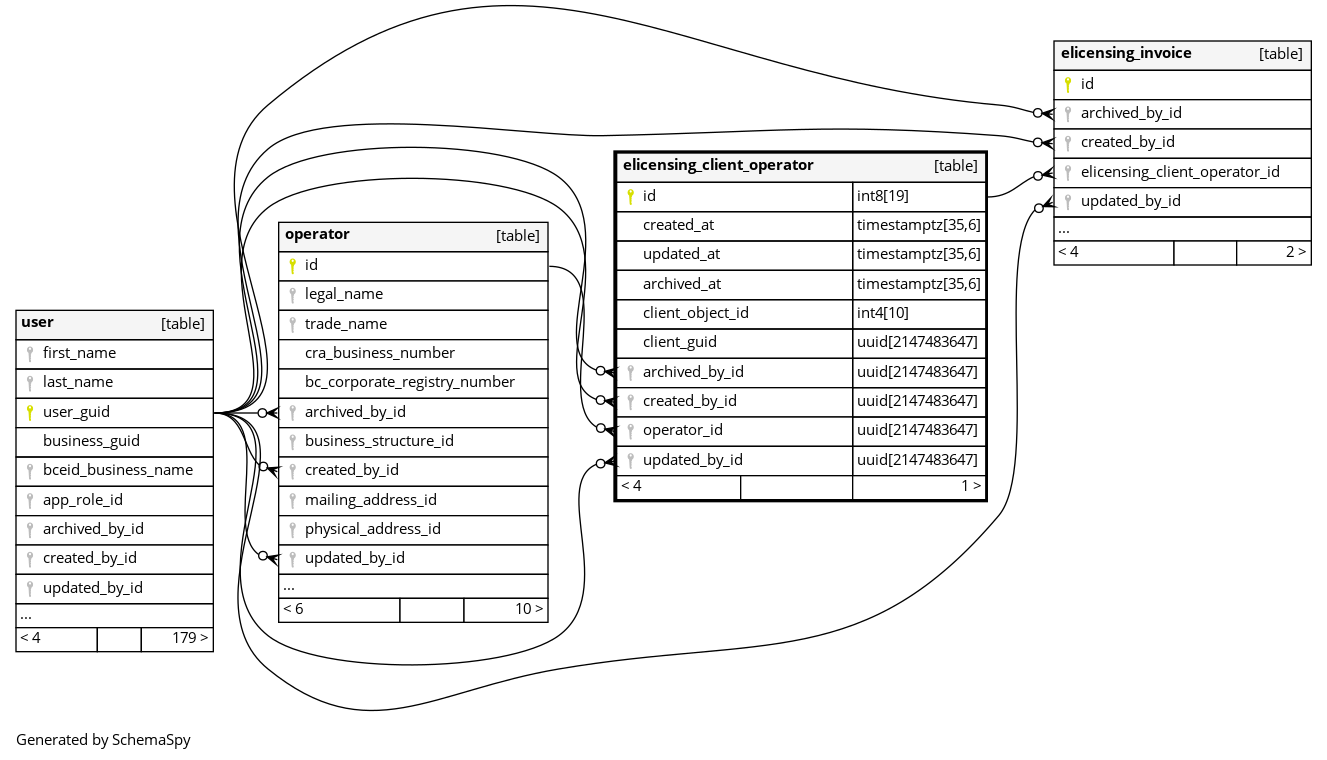 elicensing_invoice [table]
id
archived_by_id
created_by_id
elicensing_client_operator_id
updated_by_id
...
< 4 2 >
elicensing_client_operator [table]
id int8[19]
created_at timestamptz[35,6]
updated_at timestamptz[35,6]
archived_at timestamptz[35,6]
client_object_id int4[10]
client_guid uuid[2147483647]
archived_by_id uuid[2147483647]
created_by_id uuid[2147483647]
operator_id uuid[2147483647]
updated_by_id uuid[2147483647]
< 4 1 >
operator [table]
id
legal_name
trade_name
cra_business_number
bc_corporate_registry_number
archived_by_id
business_structure_id
created_by_id
mailing_address_id
physical_address_id
updated_by_id
...
< 6 10 >
user [table]
first_name
last_name
user_guid
business_guid
bceid_business_name
app_role_id
archived_by_id
created_by_id
updated_by_id
...
< 4 179 >
Generated by SchemaSpy